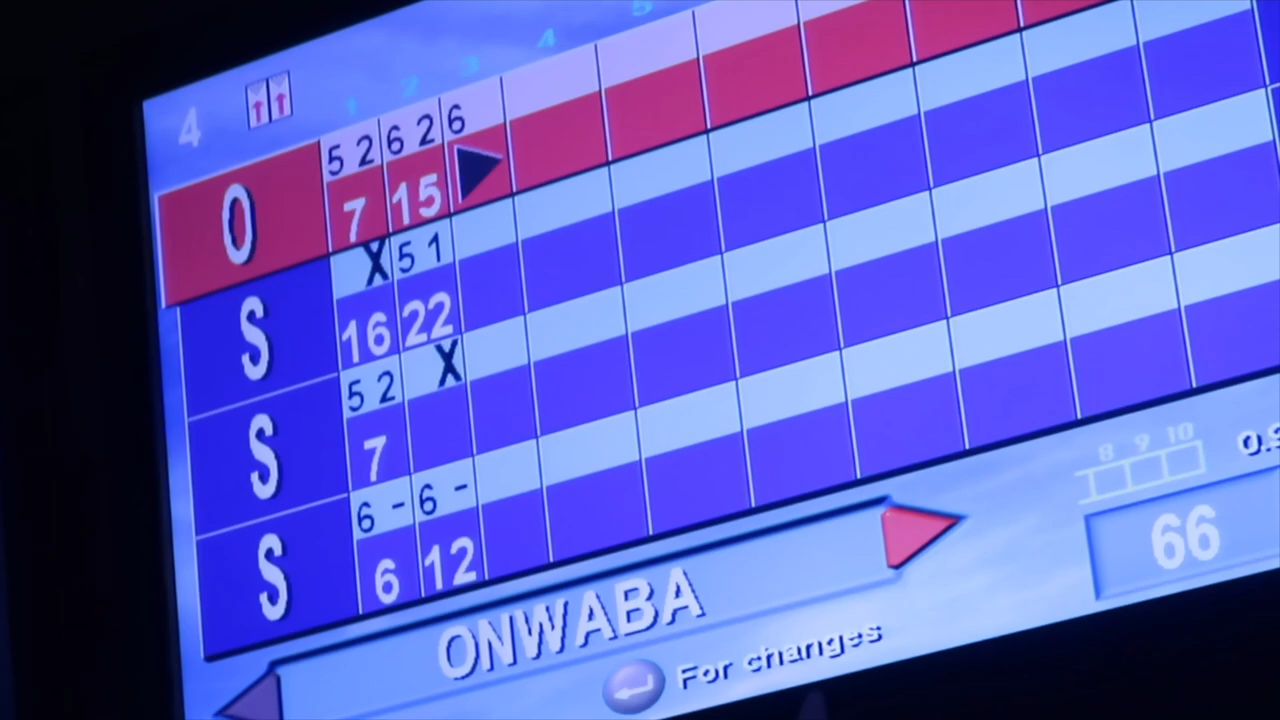 4
1 2 3 4 5
O 5 2 6 2 6
7 15
S X 5 1
16 22
S 5 2 X
7
S 6 - 6 -
6 12
8 9 10
66
ONWABA
For changes